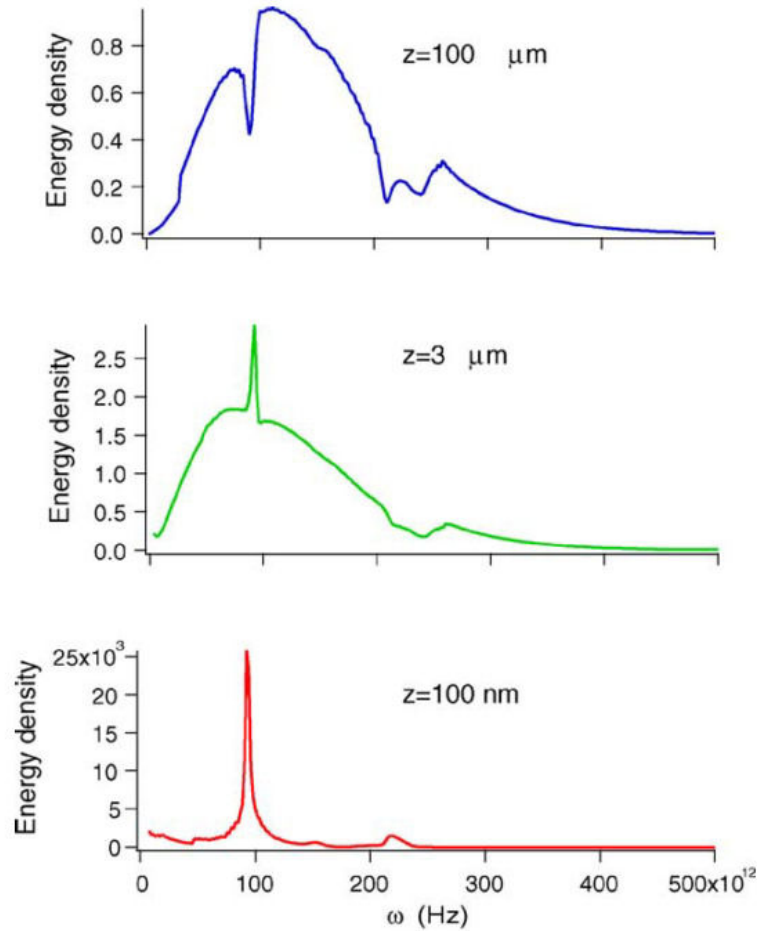 Energy density
0.8
0.6
0.4
0.2
0.0
z=100 μm
Energy density
2.5
2.0
1.5
1.0
0.5
0.0
z=3 μm
Energy density
25x10³
20
15
10
5
0
z=100 nm
0 100 200 300 400 500x10¹²
ω (Hz)